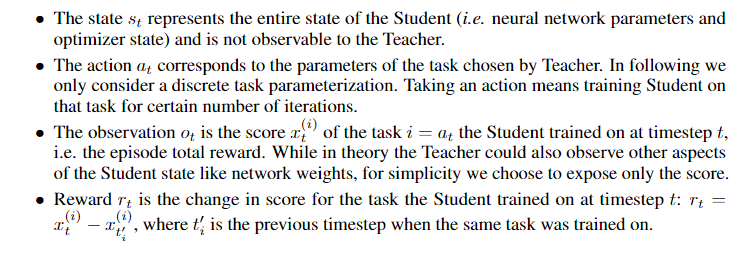 • The state s_t represents the entire state of the Student (i.e. neural network parameters and
optimizer state) and is not observable to the Teacher.
• The action a_t corresponds to the parameters of the task chosen by Teacher. In following we
only consider a discrete task parameterization. Taking an action means training Student on
that task for certain number of iterations.
• The observation o_t is the score x_t^{(i)} of the task i = a_t the Student trained on at timestep t,
i.e. the episode total reward. While in theory the Teacher could also observe other aspects
of the Student state like network weights, for simplicity we choose to expose only the score.
• Reward r_t is the change in score for the task the Student trained on at timestep t: r_t =
x_t^{(i)} − x_{t'_i}^{(i)}, where t'_i is the previous timestep when the same task was trained on.